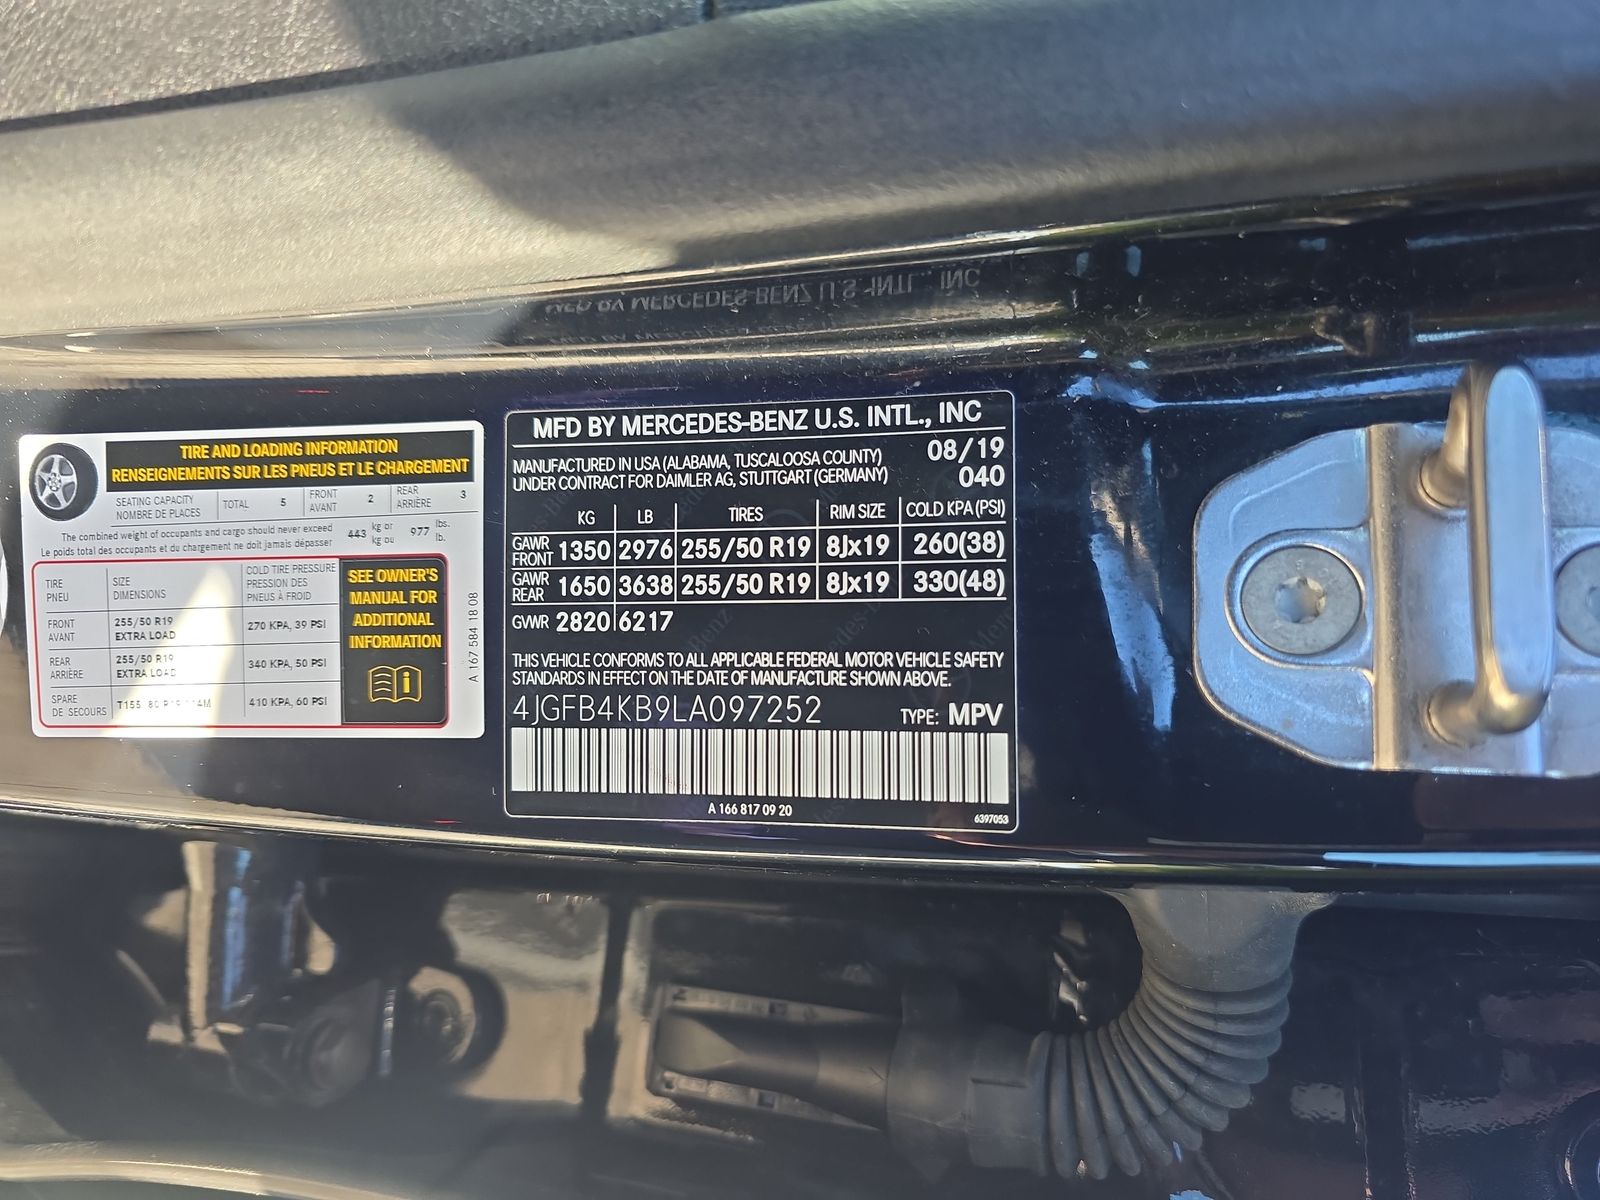 TIRE AND LOADING INFORMATION
RENSEIGNEMENTS SUR LES PNEUS ET LE CHARGEMENT
SEATING CAPACITY
NOMBRE DE PLACES
TOTAL 5
FRONT
AVANT
2
REAR
ARRIÈRE
3
The combined weight of occupants and cargo should never exceed
Le poids total des occupants et du chargement ne doit jamais dépasser
443
kg or
kg ou
977
lbs.
lb.
TIRE
PNEU
SIZE
DIMENSIONS
COLD TIRE PRESSURE
PRESSION DES
PNEUS À FROID
FRONT
AVANT
255/50 R19
EXTRA LOAD
270 KPA, 39 PSI
REAR
ARRIÈRE
255/50 R19
EXTRA LOAD
340 KPA, 50 PSI
SPARE
DE SECOURS
T155
410 KPA, 60 PSI
SEE OWNER'S
MANUAL FOR
ADDITIONAL
INFORMATION
A 167 584 18 08
MFD BY MERCEDES-BENZ U.S. INTL., INC
MANUFACTURED IN USA (ALABAMA, TUSCALOOSA COUNTY) 08/19
UNDER CONTRACT FOR DAIMLER AG, STUTTGART (GERMANY) 040
KG LB TIRES RIM SIZE COLD KPA (PSI)
GAWR
FRONT
1350 2976 255/50 R19 8Jx19 260(38)
GAWR
REAR
1650 3638 255/50 R19 8Jx19 330(48)
GVWR 2820 6217
THIS VEHICLE CONFORMS TO ALL APPLICABLE FEDERAL MOTOR VEHICLE SAFETY
STANDARDS IN EFFECT ON THE DATE OF MANUFACTURE SHOWN ABOVE.
4JGFB4KB9LA097252 TYPE: MPV
A 166 817 09 20
6397053